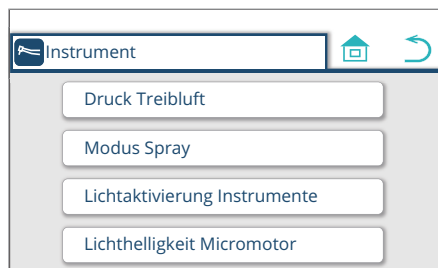 Instrument
Druck Treibluft
Modus Spray
Lichtaktivierung Instrumente
Lichthelligkeit Micromotor